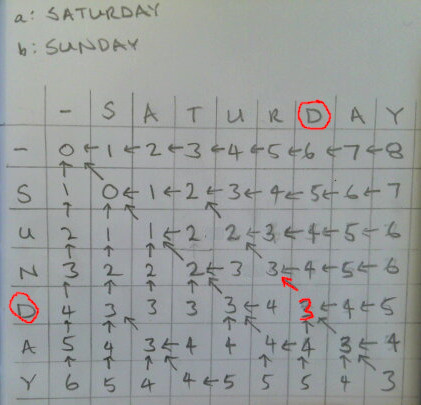 a: SATURDAY
b: SUNDAY
- S A T U R D A Y
- 0 ← 1 ← 2 ← 3 ← 4 ← 5 ← 6 ← 7 ← 8
S 1 0 ← 1 ← 2 ← 3 ← 4 ← 5 ← 6 ← 7
U 2 1 1 ← 2 2 ← 3 ← 4 ← 5 ← 6
N 3 2 2 2 ← 3 3 ← 4 ← 5 ← 6
D 4 3 3 3 3 ← 4 3 ← 4 ← 5
A 5 4 3 ← 4 4 4 ← 4 3 ← 4
Y 6 5 4 4 ← 5 5 5 4 3